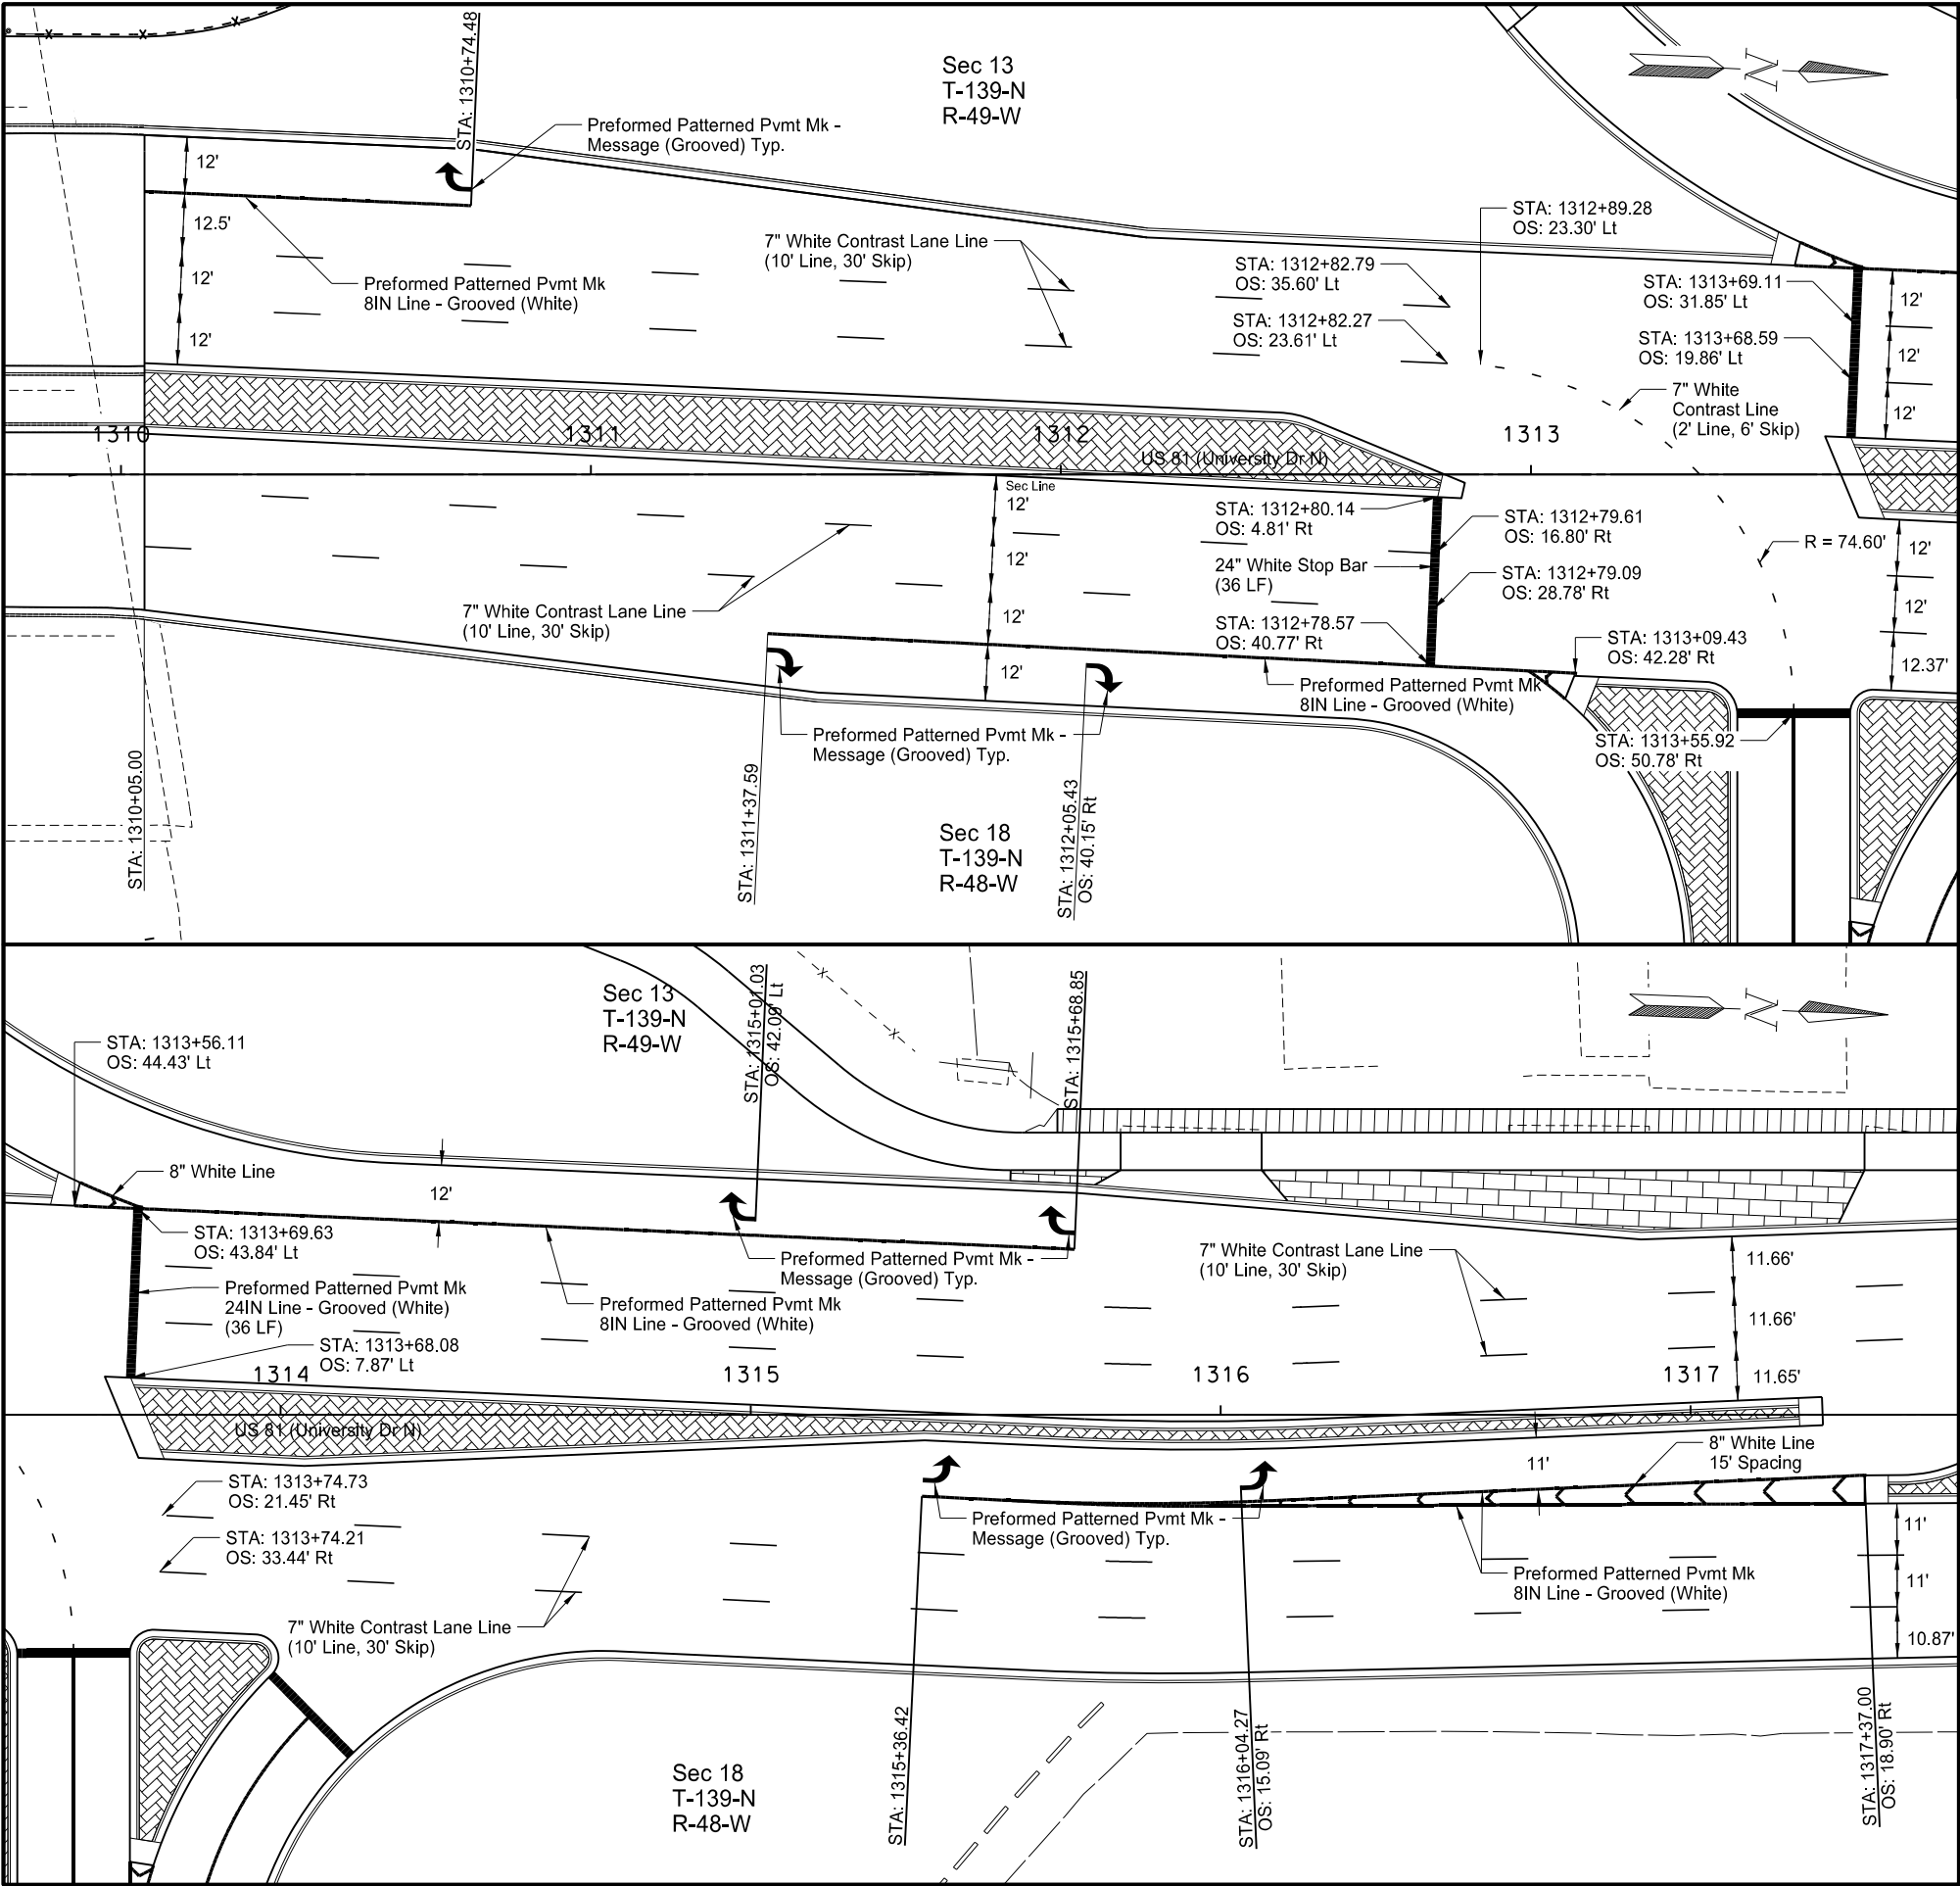 STA: 1310+74.48
Sec 13
T-139-N
R-49-W
N
Preformed Patterned Pvmt Mk -
Message (Grooved) Typ.
12'
12.5'
12'
12'
Preformed Patterned Pvmt Mk
8IN Line - Grooved (White)
7" White Contrast Lane Line
(10' Line, 30' Skip)
STA: 1312+89.28
OS: 23.30' Lt
STA: 1312+82.79
OS: 35.60' Lt
STA: 1312+82.27
OS: 23.61' Lt
STA: 1313+69.11
OS: 31.85' Lt
STA: 1313+68.59
OS: 19.86' Lt
12'
12'
12'
7" White
Contrast Line
(2' Line, 6' Skip)
1310
1311
1312
1313
US 81 (University Dr N)
Sec Line
12'
12'
12'
12'
STA: 1312+80.14
OS: 4.81' Rt
24" White Stop Bar
(36 LF)
STA: 1312+78.57
OS: 40.77' Rt
STA: 1312+79.61
OS: 16.80' Rt
STA: 1312+79.09
OS: 28.78' Rt
R = 74.60'
12'
12'
12.37'
STA: 1313+09.43
OS: 42.28' Rt
7" White Contrast Lane Line
(10' Line, 30' Skip)
Preformed Patterned Pvmt Mk
8IN Line - Grooved (White)
Preformed Patterned Pvmt Mk -
Message (Grooved) Typ.
STA: 1313+55.92
OS: 50.78' Rt
STA: 1310+05.00
STA: 1311+37.59
STA: 1312+05.43
OS: 40.15' Rt
Sec 18
T-139-N
R-48-W
Sec 13
T-139-N
R-49-W
STA: 1315+01.03
OS: 42.09' Lt
STA: 1315+68.85
N
STA: 1313+56.11
OS: 44.43' Lt
8" White Line
12'
STA: 1313+69.63
OS: 43.84' Lt
Preformed Patterned Pvmt Mk
24IN Line - Grooved (White)
(36 LF)
STA: 1313+68.08
OS: 7.87' Lt
Preformed Patterned Pvmt Mk -
Message (Grooved) Typ.
Preformed Patterned Pvmt Mk
8IN Line - Grooved (White)
7" White Contrast Lane Line
(10' Line, 30' Skip)
11.66'
11.66'
11.65'
1314
1315
1316
1317
US 81 (University Dr N)
STA: 1313+74.73
OS: 21.45' Rt
STA: 1313+74.21
OS: 33.44' Rt
7" White Contrast Lane Line
(10' Line, 30' Skip)
11'
8" White Line
15' Spacing
Preformed Patterned Pvmt Mk -
Message (Grooved) Typ.
Preformed Patterned Pvmt Mk
8IN Line - Grooved (White)
11'
11'
10.87'
STA: 1315+36.42
STA: 1316+04.27
OS: 15.09' Rt
STA: 1317+37.00
OS: 18.90' Rt
Sec 18
T-139-N
R-48-W